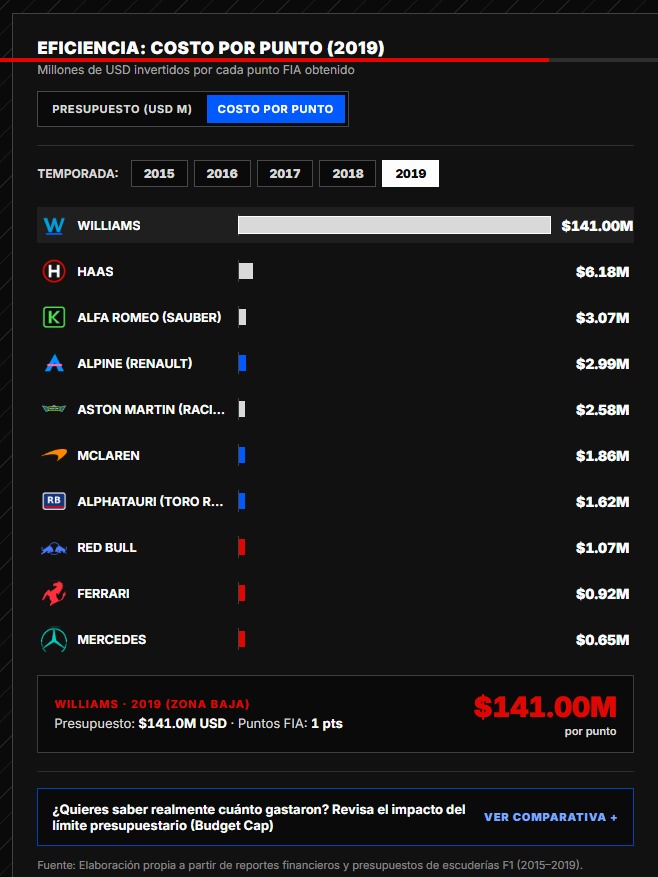 EFICIENCIA: COSTO POR PUNTO (2019)
Millones de USD invertidos por cada punto FIA obtenido
PRESUPUESTO (USD M) COSTO POR PUNTO
TEMPORADA: 2015 2016 2017 2018 2019
W WILLIAMS $141.00M
H HAAS $6.18M
K ALFA ROMEO (SAUBER) $3.07M
ALPINE (RENAULT) $2.99M
ASTON MARTIN (RACI... $2.58M
MCLAREN $1.86M
RB ALPHATAURI (TORO R... $1.62M
RED BULL $1.07M
FERRARI $0.92M
MERCEDES $0.65M
WILLIAMS · 2019 (ZONA BAJA)
Presupuesto: $141.0M USD · Puntos FIA: 1 pts
$141.00M
por punto
¿Quieres saber realmente cuánto gastaron? Revisa el impacto del
límite presupuestario (Budget Cap)
VER COMPARATIVA +
Fuente: Elaboración propia a partir de reportes financieros y presupuestos de escuderías F1 (2015–2019).